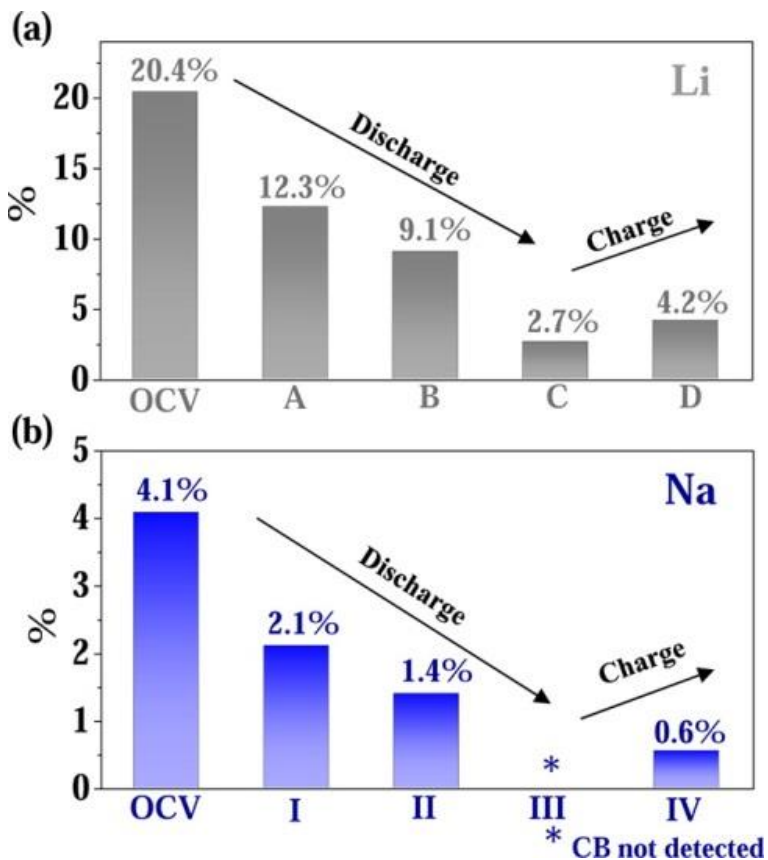 (a)
Li
%
20
15
10
5
0
20.4%
12.3%
9.1%
2.7%
4.2%
Discharge
Charge
OCV A B C D
(b)
Na
%
5
4
3
2
1
0
4.1%
2.1%
1.4%
*
0.6%
Discharge
Charge
OCV I II III IV
* CB not detected